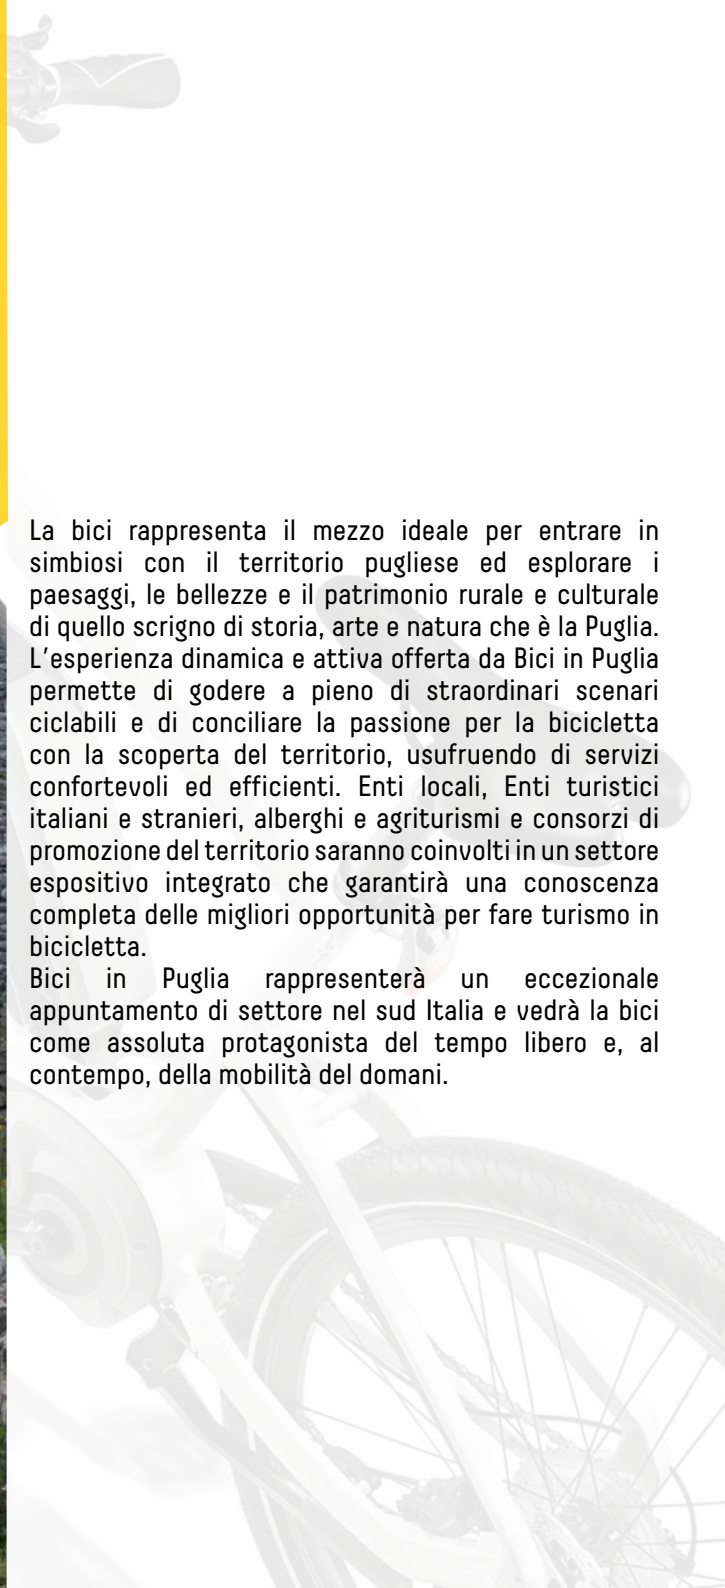 La bici rappresenta il mezzo ideale per entrare in
simbiosi con il territorio pugliese ed esplorare i
paesaggi, le bellezze e il patrimonio rurale e culturale
di quello scrigno di storia, arte e natura che è la Puglia.
L'esperienza dinamica e attiva offerta da Bici in Puglia
permette di godere a pieno di straordinari scenari
ciclabili e di conciliare la passione per la bicicletta
con la scoperta del territorio, usufruendo di servizi
confortevoli ed efficienti. Enti locali, Enti turistici
italiani e stranieri, alberghi e agriturismi e consorzi di
promozione del territorio saranno coinvolti in un settore
espositivo integrato che garantirà una conoscenza
completa delle migliori opportunità per fare turismo in
bicicletta.
Bici in Puglia rappresenterà un eccezionale
appuntamento di settore nel sud Italia e vedrà la bici
come assoluta protagonista del tempo libero e, al
contempo, della mobilità del domani.